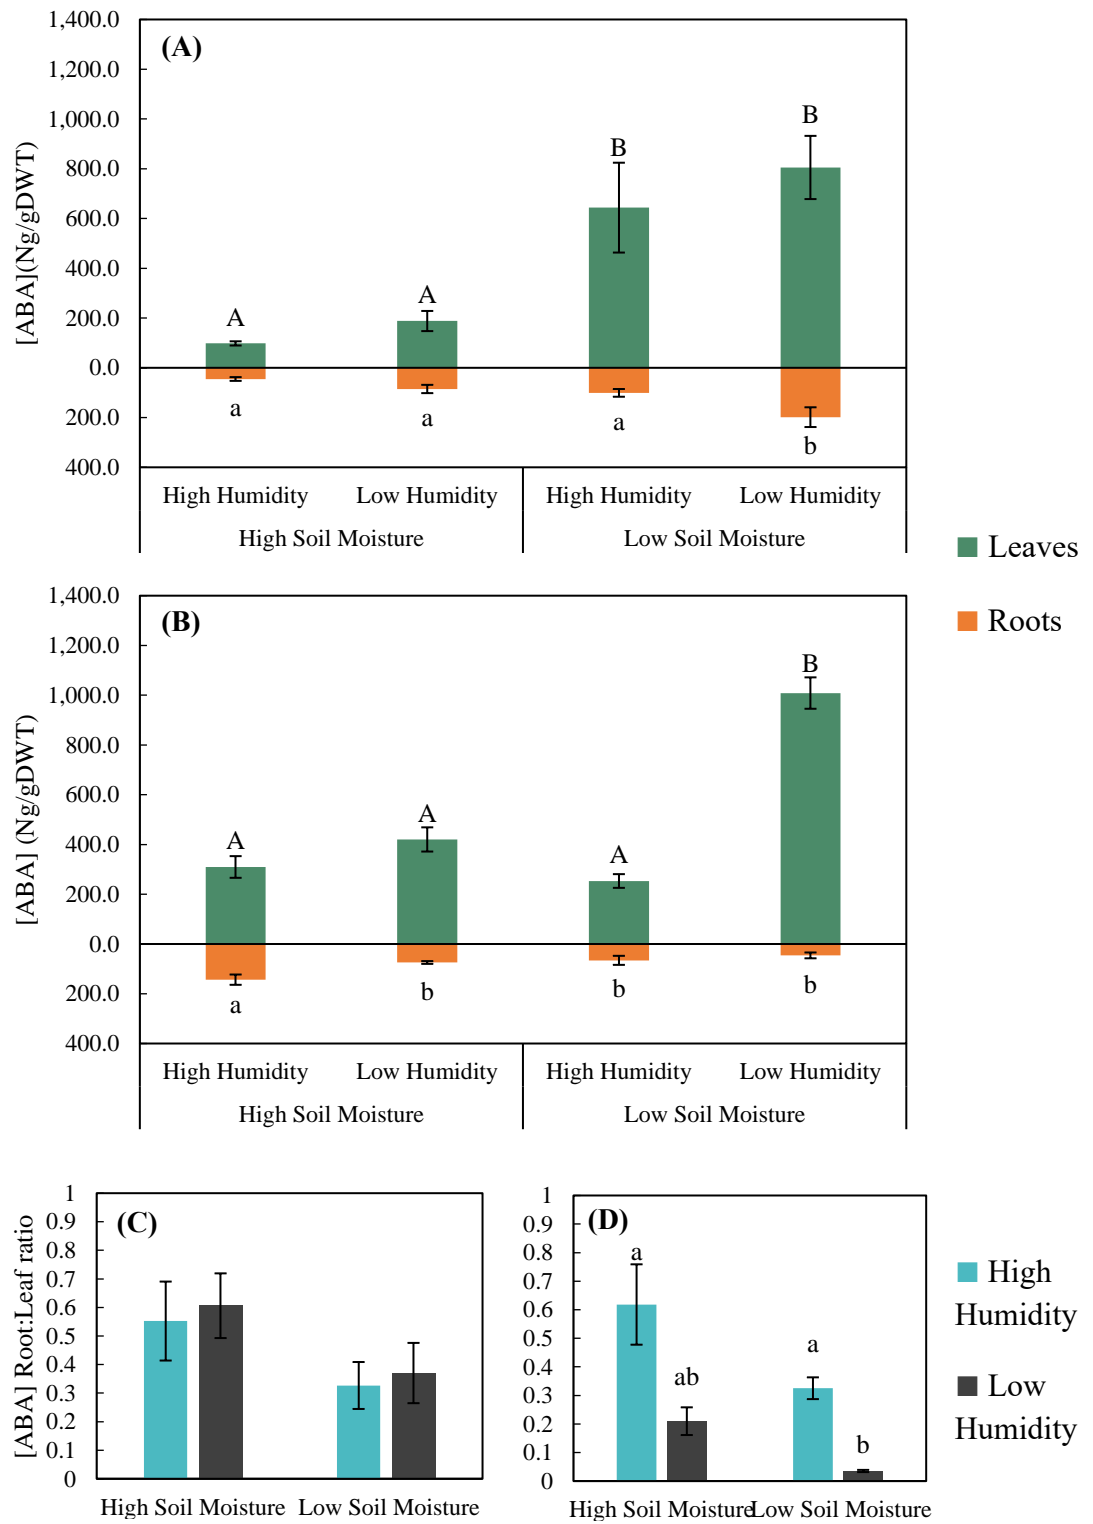 (A)
[ABA](Ng/gDWT)
1,400.0
1,200.0
1,000.0
800.0
600.0
400.0
200.0
0.0
200.0
400.0
A
A
B
B
a
a
a
b
High Humidity
Low Humidity
High Humidity
Low Humidity
High Soil Moisture
Low Soil Moisture
Leaves
Roots
(B)
[ABA] (Ng/gDWT)
1,400.0
1,200.0
1,000.0
800.0
600.0
400.0
200.0
0.0
200.0
400.0
A
A
A
B
a
b
b
b
High Humidity
Low Humidity
High Humidity
Low Humidity
High Soil Moisture
Low Soil Moisture
(C)
[ABA] Root:Leaf ratio
1
0.9
0.8
0.7
0.6
0.5
0.4
0.3
0.2
0.1
0
High Soil Moisture
Low Soil Moisture
(D)
1
0.9
0.8
0.7
0.6
0.5
0.4
0.3
0.2
0.1
0
a
ab
a
b
High Soil Moisture
Low Soil Moisture
High
Humidity
Low
Humidity